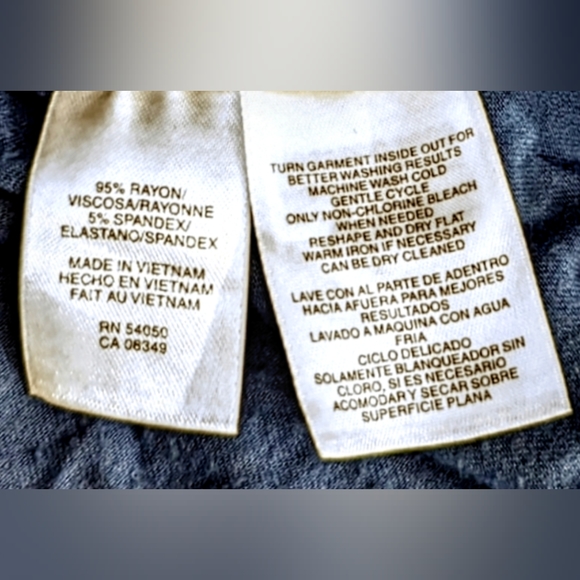 95% RAYON/
VISCOSA/RAYONNE
5% SPANDEX/
ELASTANO/SPANDEX
MADE IN VIETNAM
HECHO EN VIETNAM
FAIT AU VIETNAM
RN 54050
CA 08349
TURN GARMENT INSIDE OUT FOR
BETTER WASHING RESULTS
MACHINE WASH COLD
GENTLE CYCLE
ONLY NON-CHLORINE BLEACH
WHEN NEEDED
RESHAPE AND DRY FLAT
WARM IRON IF NECESSARY
CAN BE DRY CLEANED
LAVE CON AL PARTE DE ADENTRO
HACIA AFUERA PARA MEJORES
RESULTADOS
LAVADO A MAQUINA CON AGUA
FRIA
CICLO DELICADO
SOLAMENTE BLANQUEADOR SIN
CLORO, SI ES NECESARIO
ACOMODAR Y SECAR SOBRE
SUPERFICIE PLANA